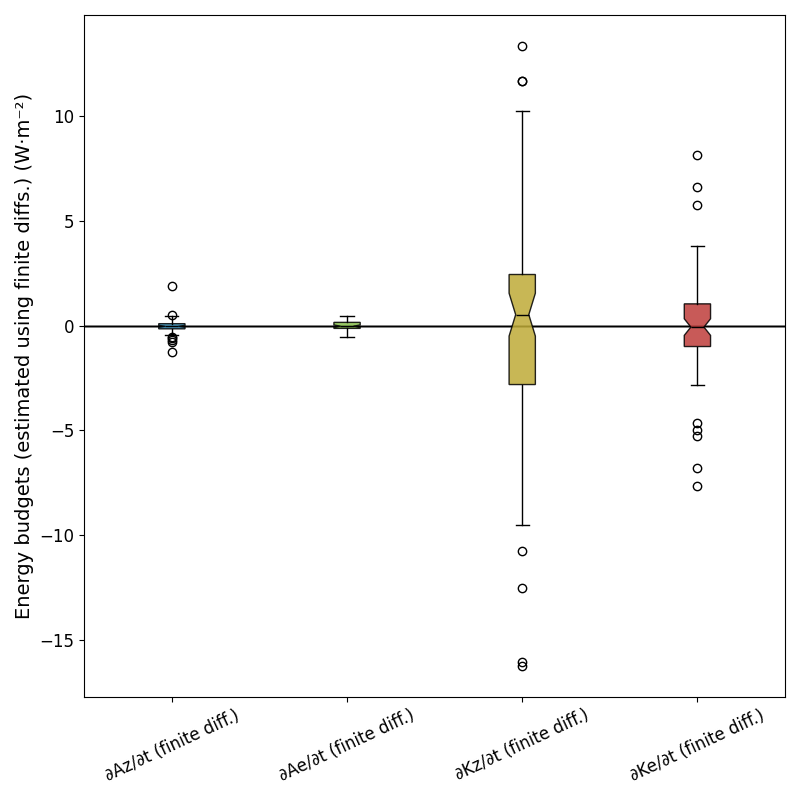 Energy budgets (estimated using finite diffs.) (W·m⁻²)
10
5
0
−5
−10
−15
∂Az/∂t (finite diff.)
∂Ae/∂t (finite diff.)
∂Kz/∂t (finite diff.)
∂Ke/∂t (finite diff.)